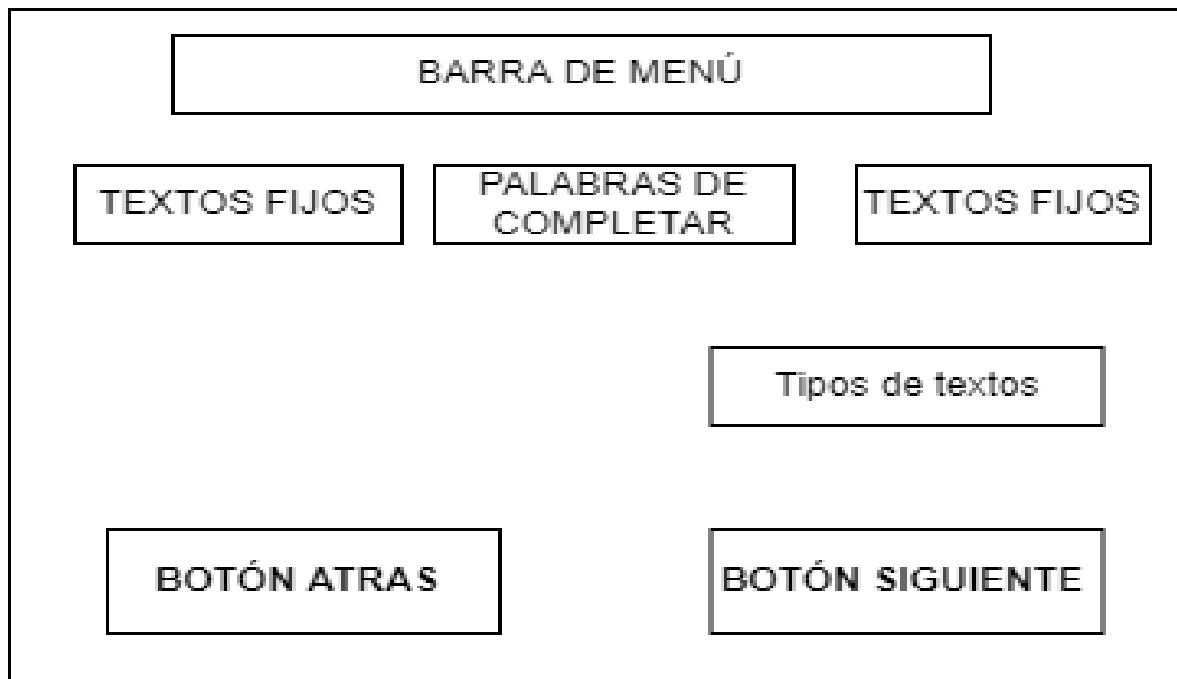 BARRA DE MENÚ
TEXTOS FIJOS
PALABRAS DE
COMPLETAR
TEXTOS FIJOS
Tipos de textos
BOTÓN ATRAS
BOTÓN SIGUIENTE